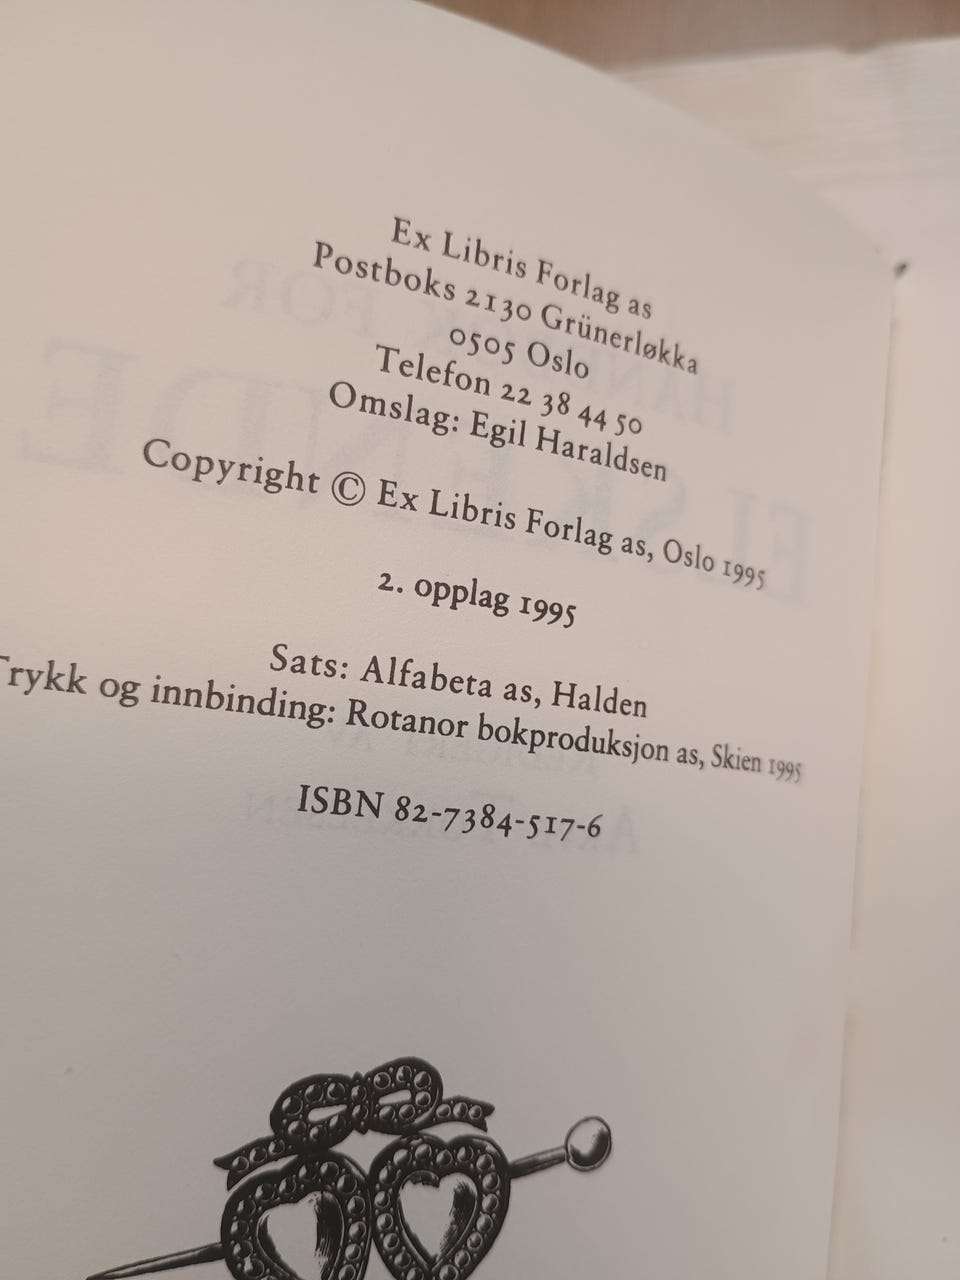 Ex Libris Forlag as
Postboks 2130 Grünerløkka
0505 Oslo
Telefon 22 38 44 50
Omslag: Egil Haraldsen
Copyright © Ex Libris Forlag as, Oslo 1995
2. opplag 1995
Sats: Alfabeta as, Halden
Trykk og innbinding: Rotanor bokproduksjon as, Skien 1995
ISBN 82-7384-517-6